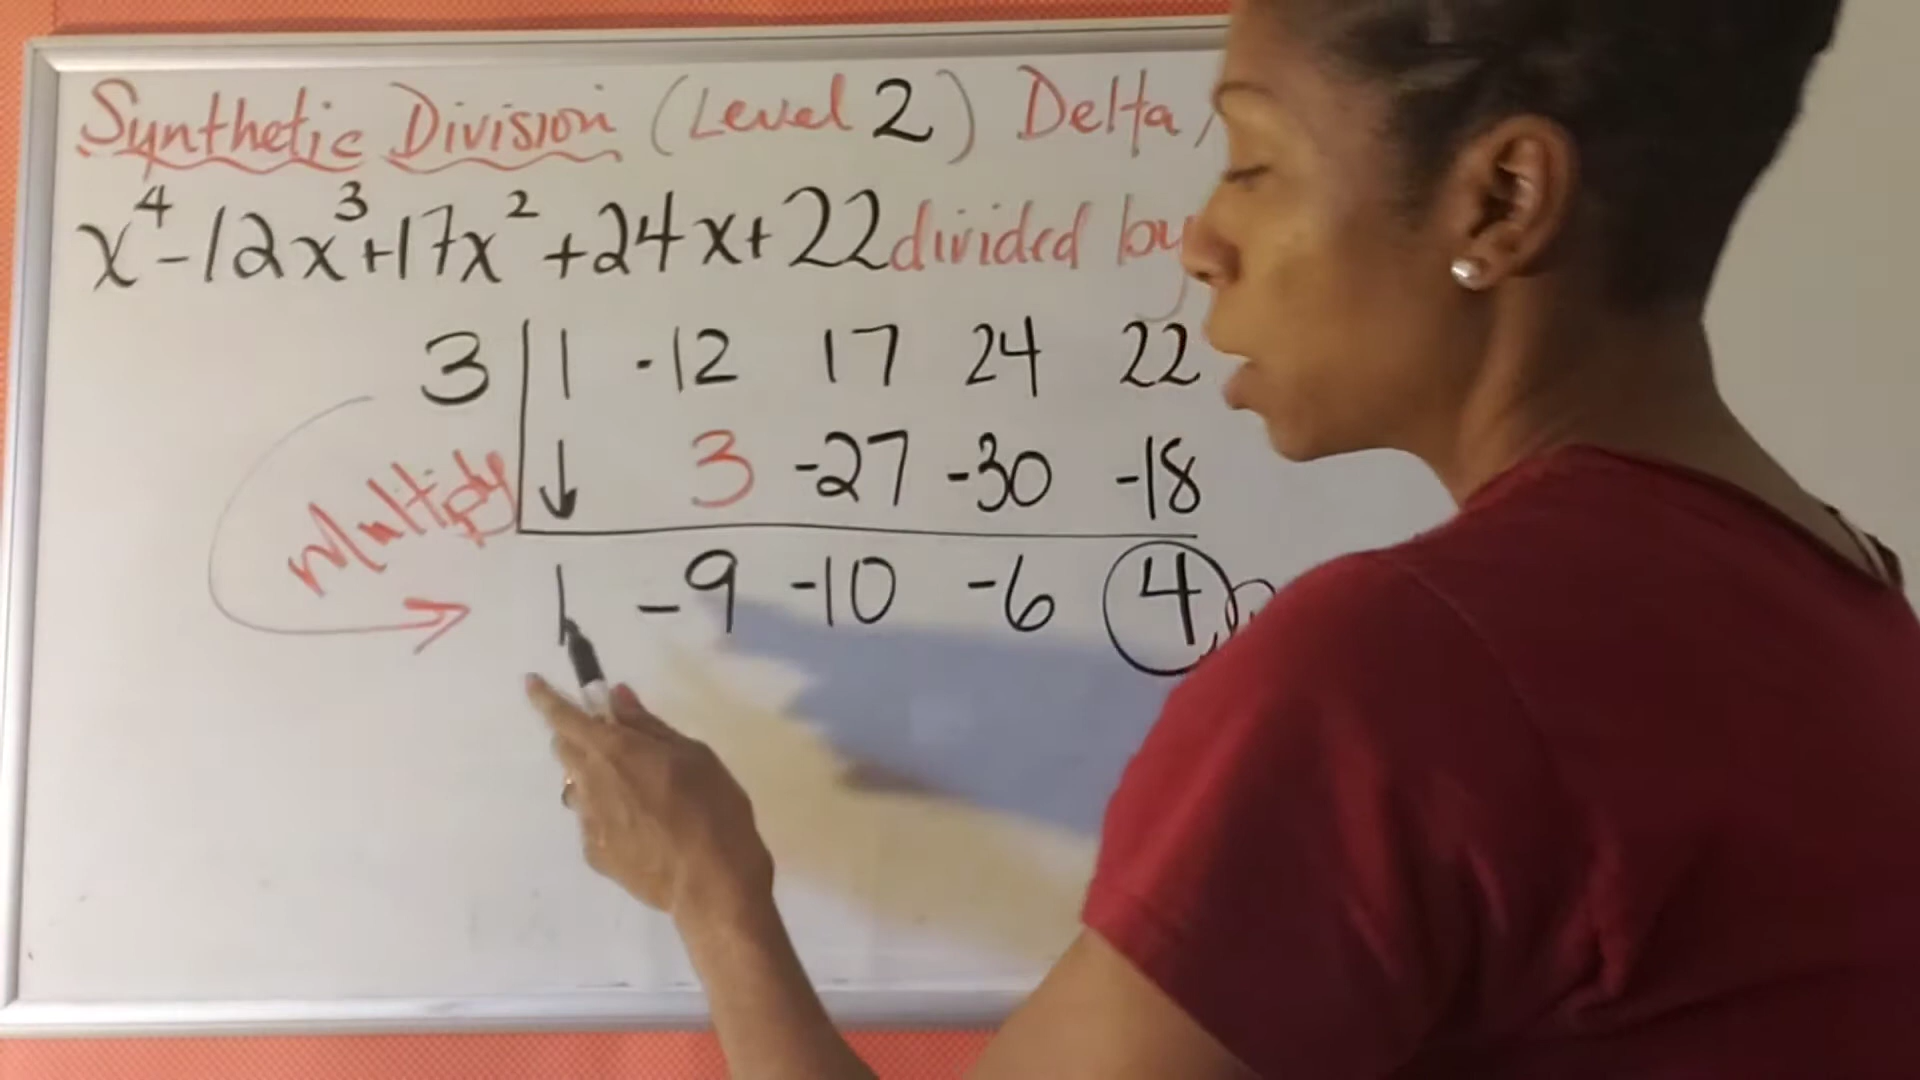 Synthetic Division (Level 2) Delta
x⁴-12x³+17x²+24x+22 divided by
3 | 1 -12 17 24 22
Multiply ↓ 3 -27 -30 -18
1 -9 -10 -6 4